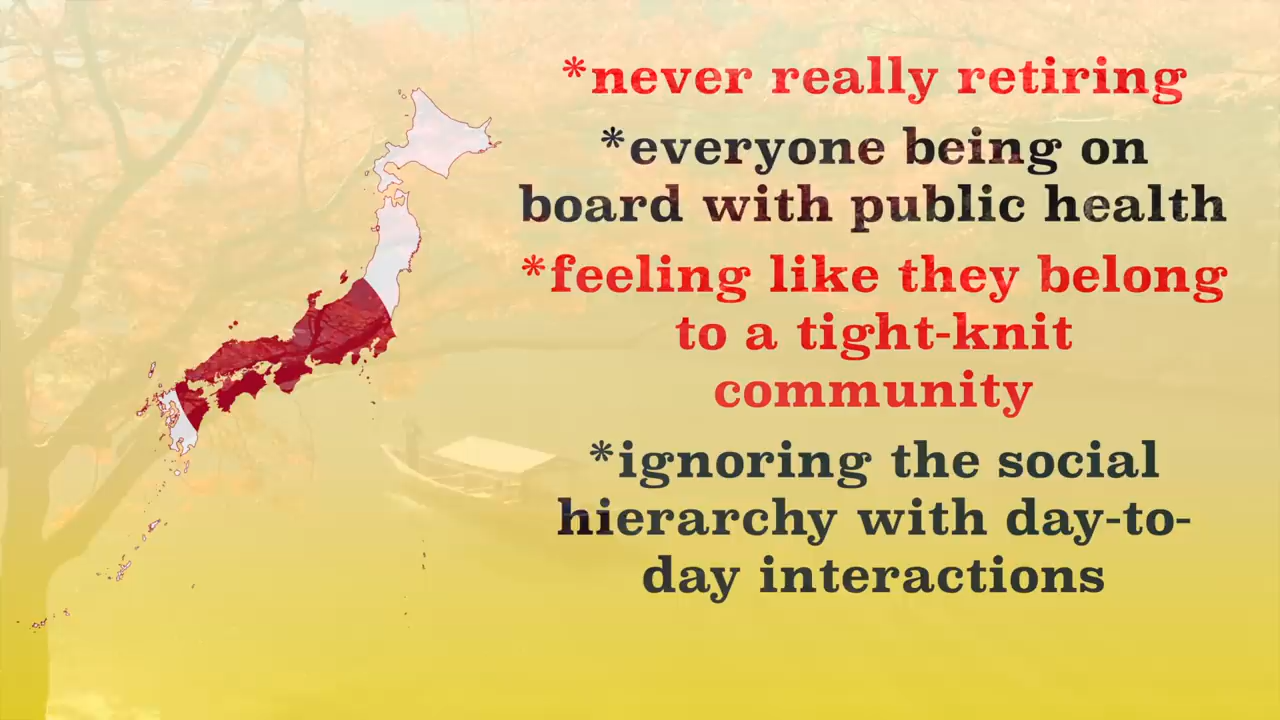 *never really retiring
*everyone being on
board with public health
*feeling like they belong
to a tight-knit
community
*ignoring the social
hierarchy with day-to-
day interactions